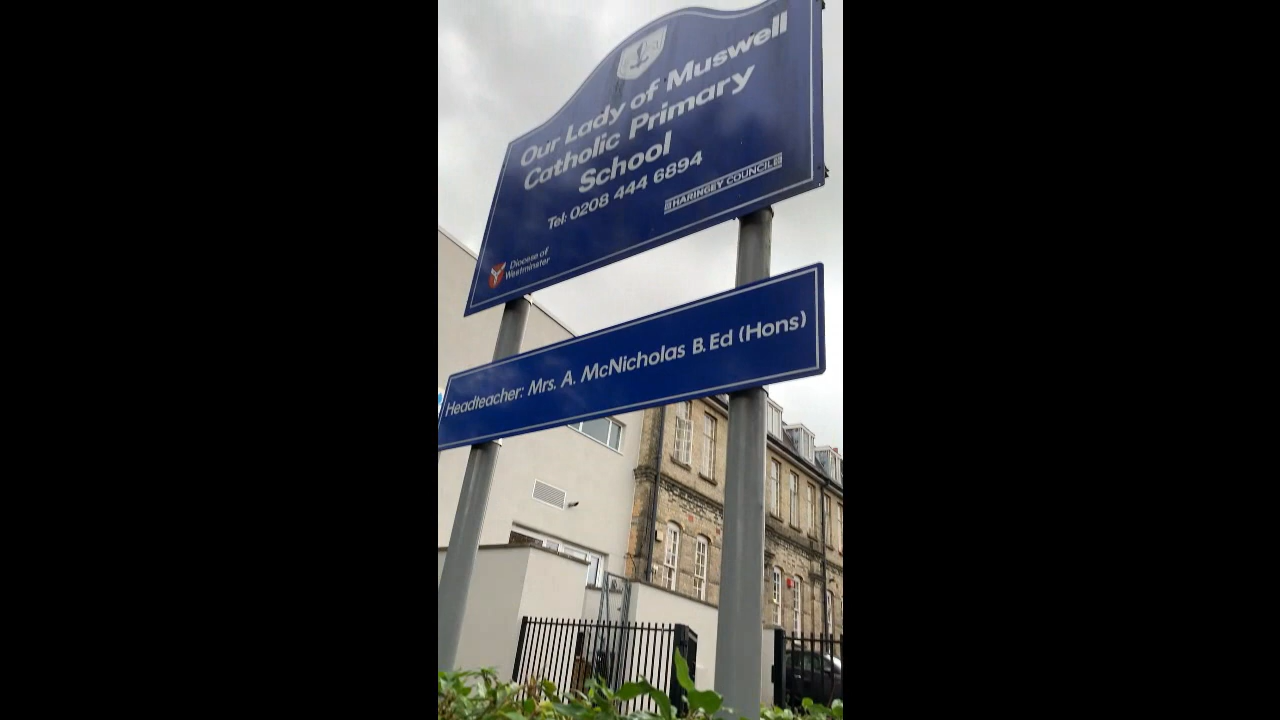 Our Lady of Muswell
Catholic Primary
School
Tel: 0208 444 6894
HARINGEY COUNCIL
Diocese of
Westminster
Headteacher: Mrs. A. McNicholas B.Ed (Hons)